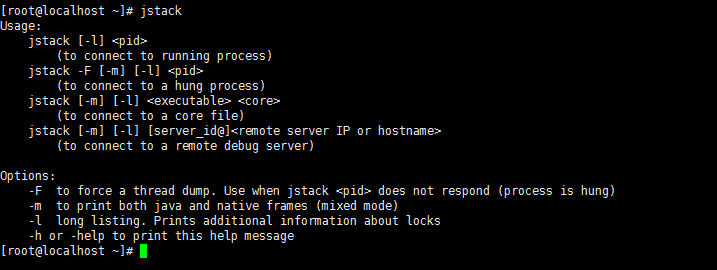 [root@localhost ~]# jstack
Usage:
    jstack [-l] <pid>
        (to connect to running process)
    jstack -F [-m] [-l] <pid>
        (to connect to a hung process)
    jstack [-m] [-l] <executable> <core>
        (to connect to a core file)
    jstack [-m] [-l] [server_id@]<remote server IP or hostname>
        (to connect to a remote debug server)

Options:
    -F  to force a thread dump. Use when jstack <pid> does not respond (process is hung)
    -m  to print both java and native frames (mixed mode)
    -l  long listing. Prints additional information about locks
    -h or -help to print this help message
[root@localhost ~]#